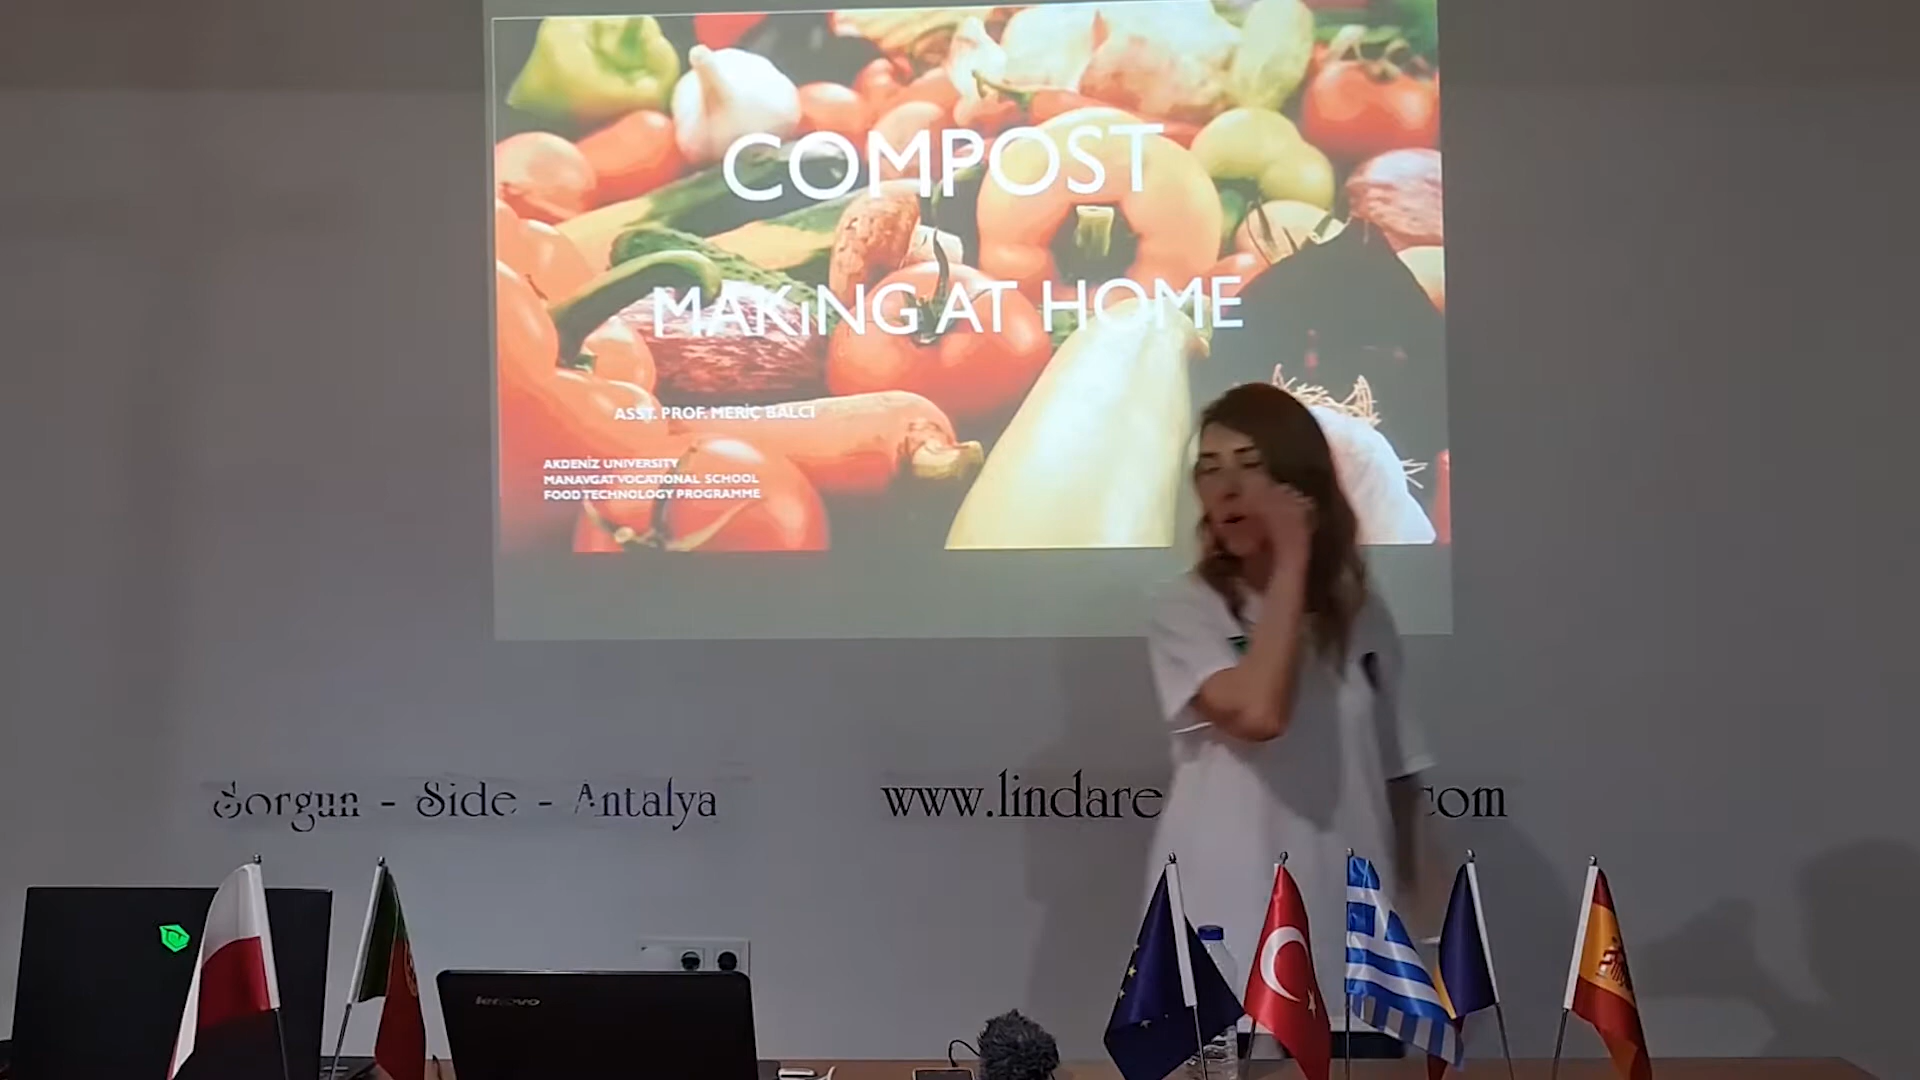 COMPOST
MAKiNG AT HOME
ASST. PROF. MERİÇ BALCI
AKDENİZ UNIVERSITY
MANAVGAT VOCATIONAL SCHOOL
FOOD TECHNOLOGY PROGRAMME
Sorgun - Side - Antalya
www.lindare com
lenovo